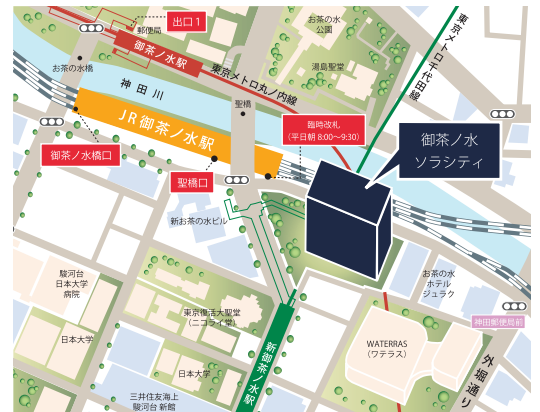 出口1
郵便局
御茶ノ水駅
お茶の水
公園
湯島聖堂
東京メトロ千代田線
お茶の水橋
神田川
東京メトロ丸ノ内線
聖橋
JR御茶ノ水駅
臨時改札
(平日朝 8:00〜9:30)
御茶ノ水
ソラシティ
御茶ノ水橋口
聖橋口
新お茶の水ビル
駿河台
日本大学
病院
お茶の水
ホテル
ジュラク
東京復活大聖堂
(ニコライ堂)
神田郵便局前
日本大学
新御茶ノ水駅
WATERRAS
(ワテラス)
外堀通り
日本大学
三井住友海上
駿河台 新館